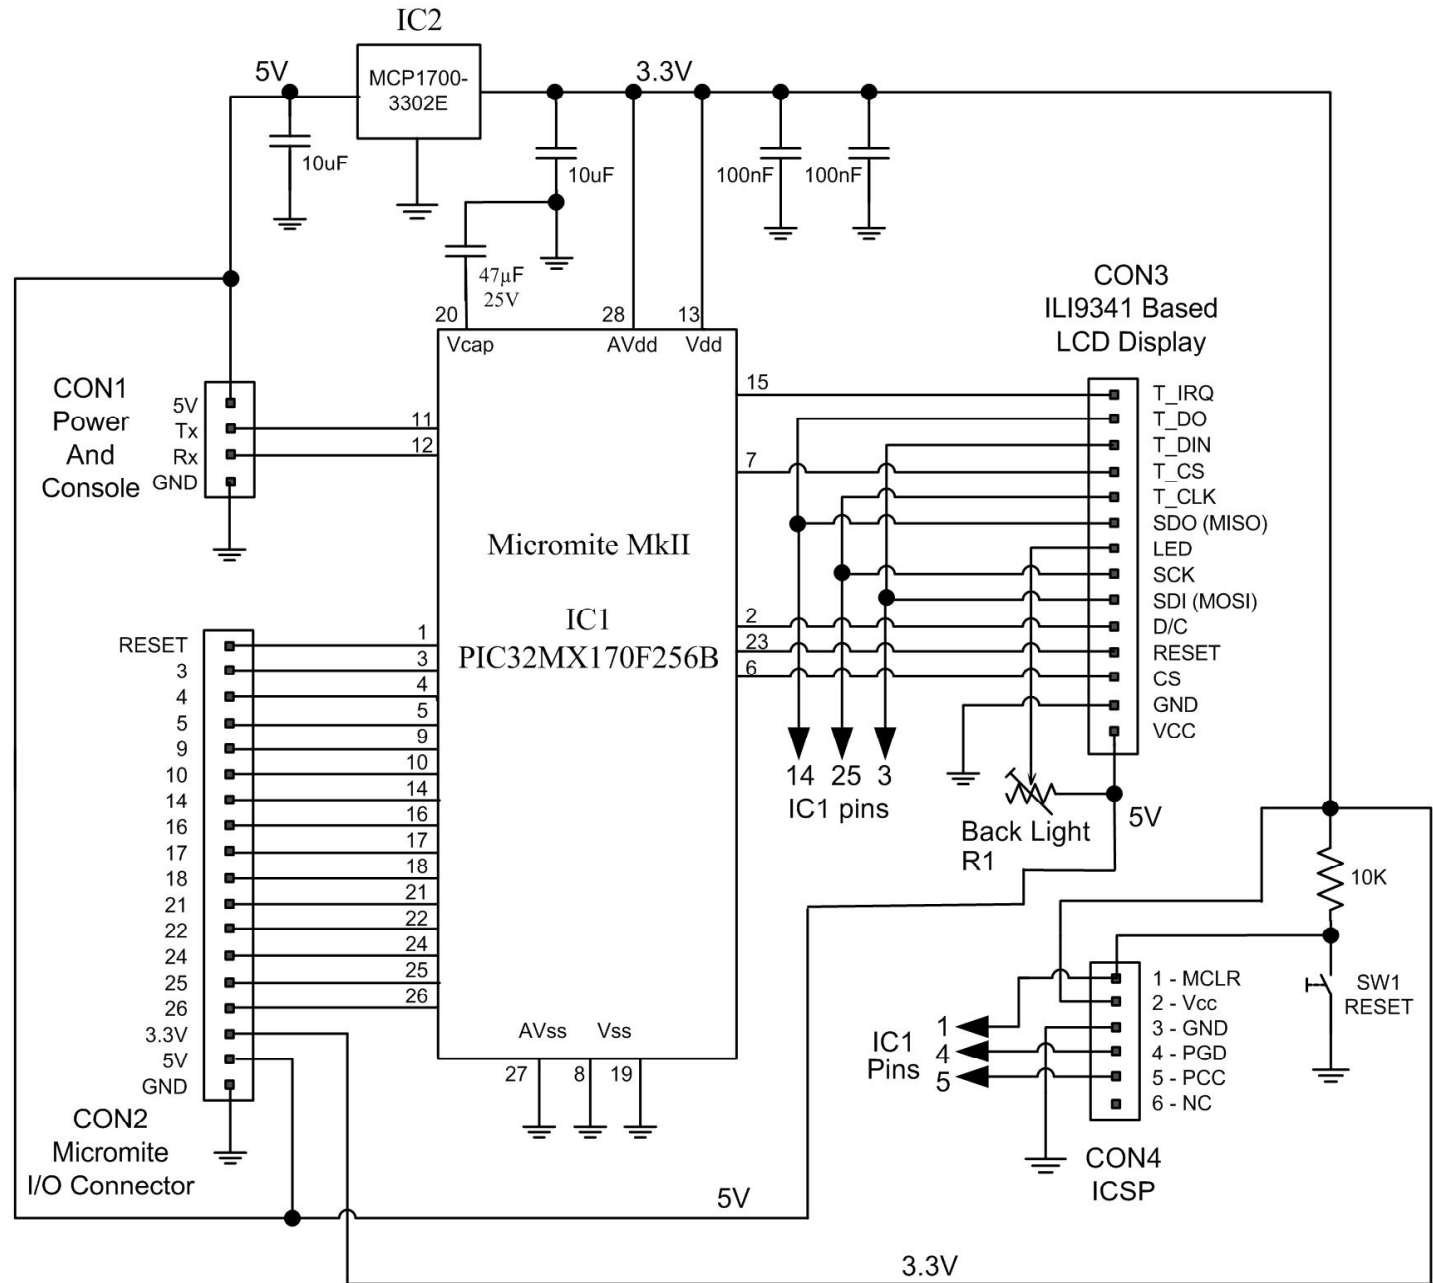 IC2
5V
MCP1700-
3302E
3.3V
10uF
10uF
100nF
100nF
47µF
25V
20
28
13
Vcap
AVdd
Vdd
CON3
ILI9341 Based
LCD Display
CON1
Power
And
Console
5V
Tx
Rx
GND
11
12
15
7
2
23
6
T_IRQ
T_DO
T_DIN
T_CS
T_CLK
SDO (MISO)
LED
SCK
SDI (MOSI)
D/C
RESET
CS
GND
VCC
Micromite MkII
IC1
PIC32MX170F256B
RESET
3
4
5
9
10
14
16
17
18
21
22
24
25
26
3.3V
5V
GND
1
3
4
5
9
10
14
16
17
18
21
22
24
25
26
14 25 3
IC1 pins
Back Light
R1
5V
10K
SW1
RESET
1 - MCLR
2 - Vcc
3 - GND
4 - PGD
5 - PCC
6 - NC
IC1
Pins
1
4
5
CON4
ICSP
AVss
Vss
27
8
19
CON2
Micromite
I/O Connector
5V
3.3V